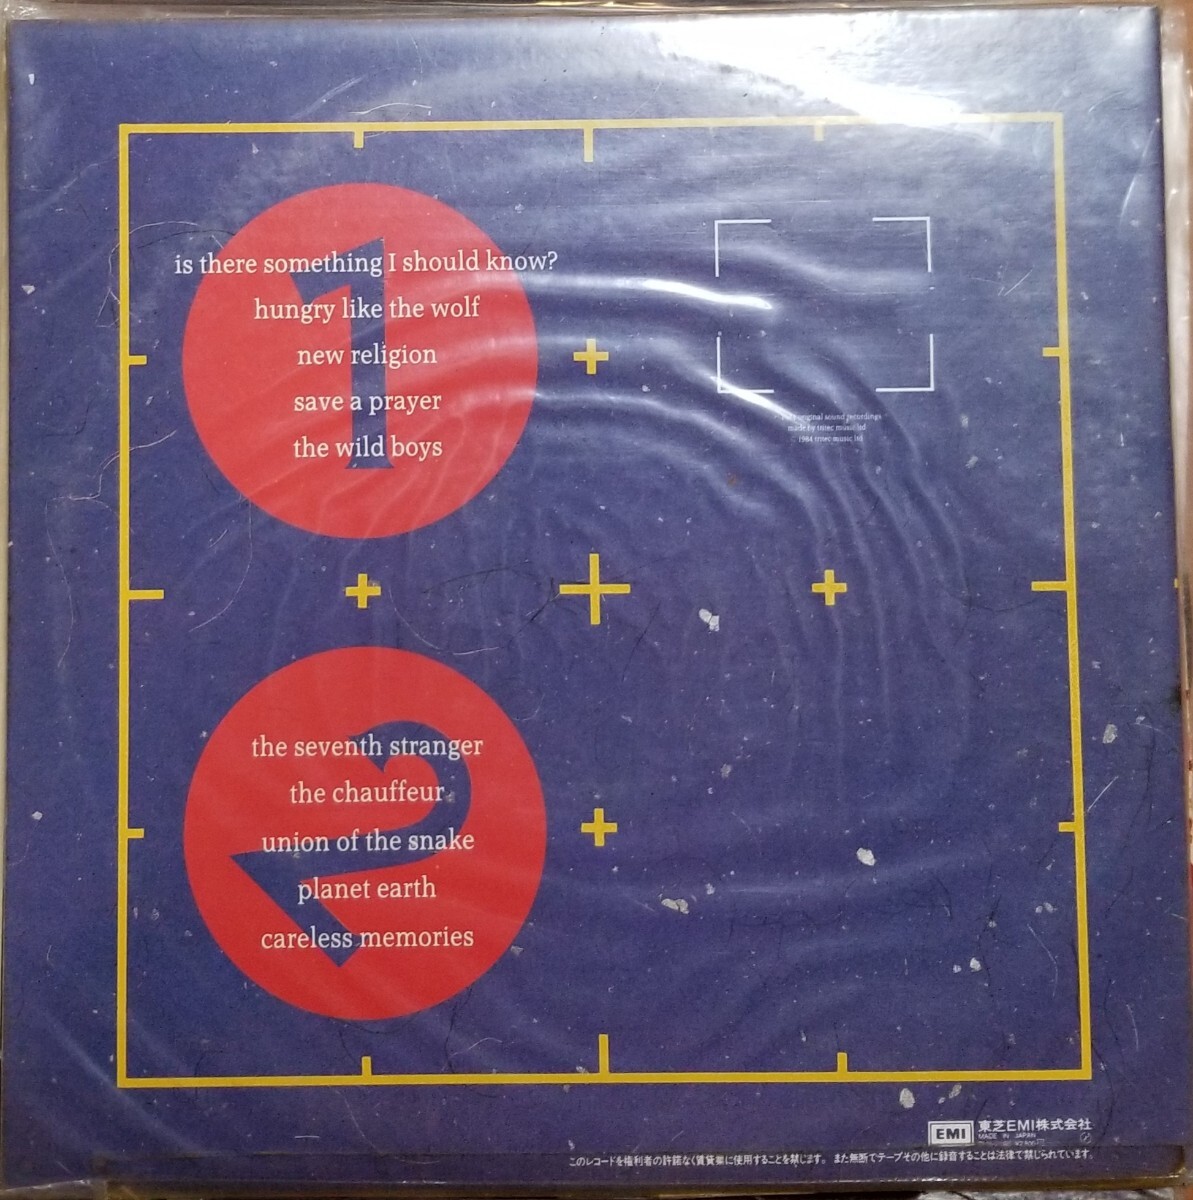 1
is there something I should know?
hungry like the wolf
new religion
save a prayer
the wild boys
original sound recordings
made by tritec music ltd
© 1984 tritec music ltd
2
the seventh stranger
the chauffeur
union of the snake
planet earth
careless memories
EMI 東芝EMI株式会社
MADE IN JAPAN
このレコードを権利者の許諾なく賃貸業に使用することを禁じます。また無断でテープその他に録音することは法律で禁じられています。